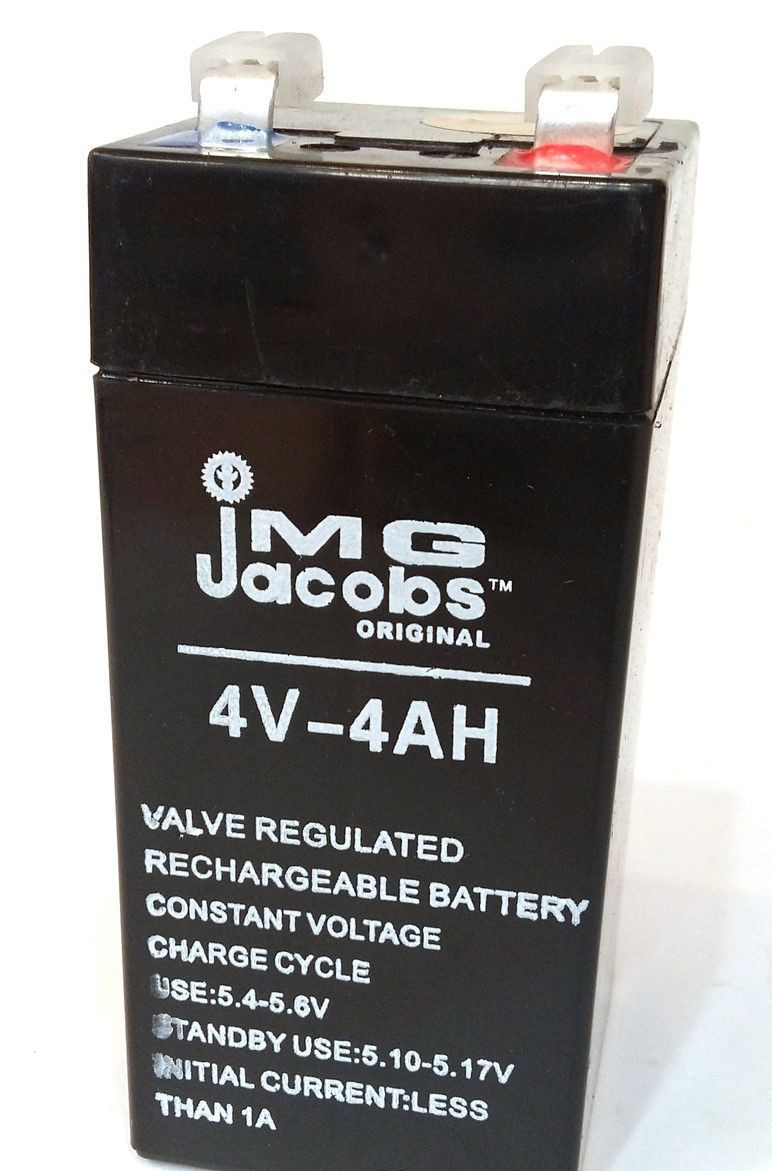 JMG
Jacobs™
ORIGINAL
4V-4AH
VALVE REGULATED
RECHARGEABLE BATTERY
CONSTANT VOLTAGE
CHARGE CYCLE
USE:5.4-5.6V
STANDBY USE:5.10-5.17V
INITIAL CURRENT:LESS
THAN 1A